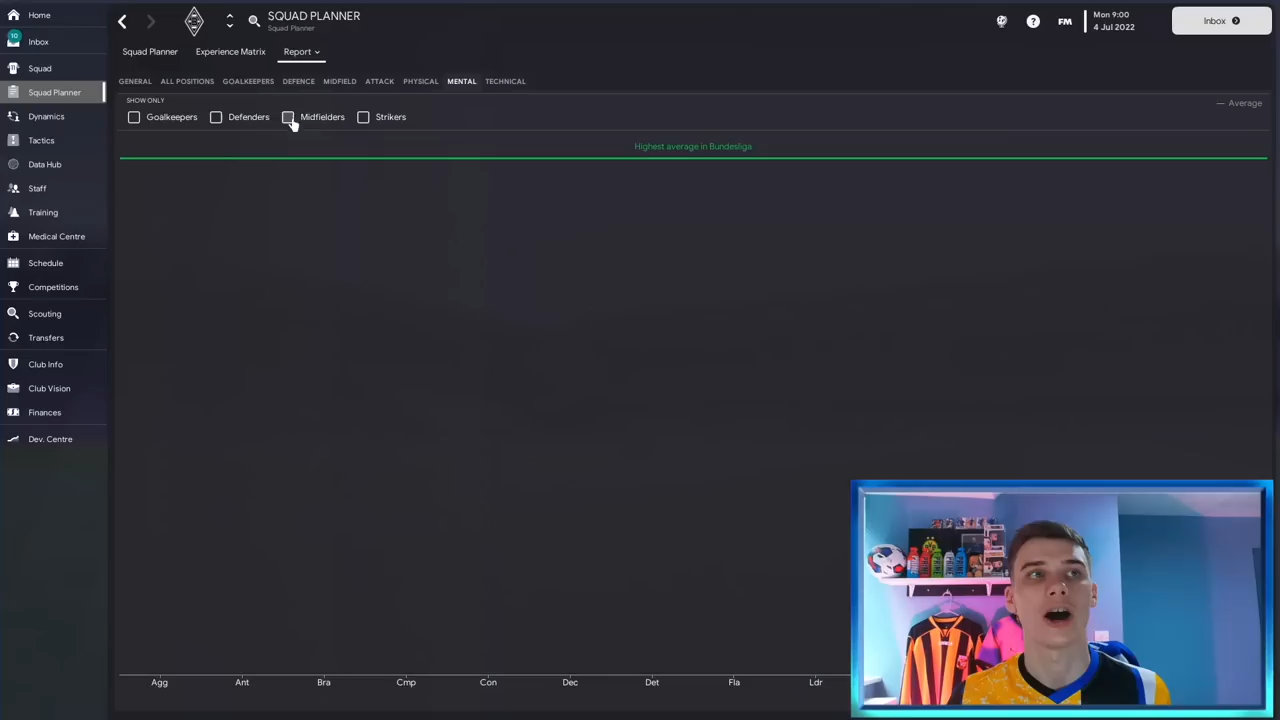 Home
SQUAD PLANNER
Squad Planner
FM
Mon 9:00
4 Jul 2022
Inbox
10
Inbox
Squad
Squad Planner
Dynamics
Tactics
Data Hub
Staff
Training
Medical Centre
Schedule
Competitions
Scouting
Transfers
Club Info
Club Vision
Finances
Dev. Centre
Squad Planner Experience Matrix Report
GENERAL ALL POSITIONS GOALKEEPERS DEFENCE MIDFIELD ATTACK PHYSICAL MENTAL TECHNICAL
SHOW ONLY
Average
Goalkeepers Defenders Midfielders Strikers
Highest average in Bundesliga
Agg Ant Bra Cmp Con Dec Det Fla Ldr